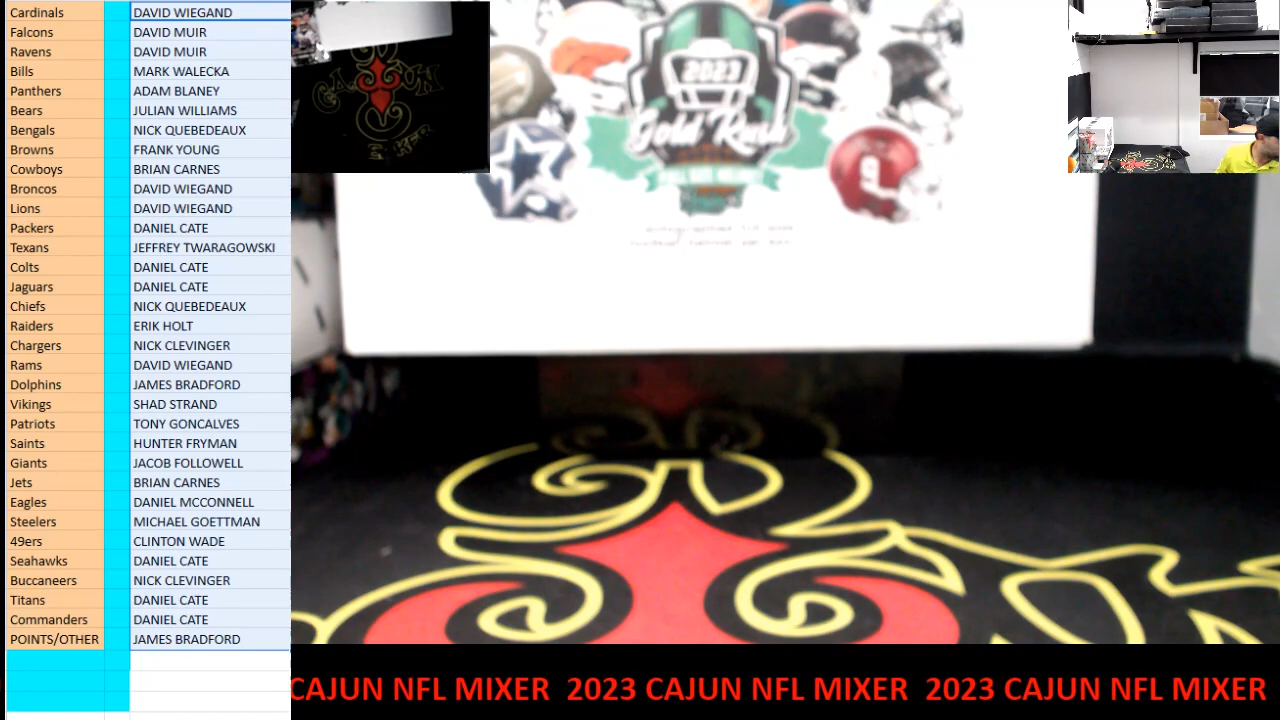 Cardinals DAVID WIEGAND
Falcons DAVID MUIR
Ravens DAVID MUIR
Bills MARK WALECKA
Panthers ADAM BLANEY
Bears JULIAN WILLIAMS
Bengals NICK QUEBEDEAUX
Browns FRANK YOUNG
Cowboys BRIAN CARNES
Broncos DAVID WIEGAND
Lions DAVID WIEGAND
Packers DANIEL CATE
Texans JEFFREY TWARAGOWSKI
Colts DANIEL CATE
Jaguars DANIEL CATE
Chiefs NICK QUEBEDEAUX
Raiders ERIK HOLT
Chargers NICK CLEVINGER
Rams DAVID WIEGAND
Dolphins JAMES BRADFORD
Vikings SHAD STRAND
Patriots TONY GONCALVES
Saints HUNTER FRYMAN
Giants JACOB FOLLOWELL
Jets BRIAN CARNES
Eagles DANIEL MCCONNELL
Steelers MICHAEL GOETTMAN
49ers CLINTON WADE
Seahawks DANIEL CATE
Buccaneers NICK CLEVINGER
Titans DANIEL CATE
Commanders DANIEL CATE
POINTS/OTHER JAMES BRADFORD
CAJUN
2023
Gold Rush
CAJUN NFL MIXER 2023 CAJUN NFL MIXER 2023 CAJUN NFL MIXER